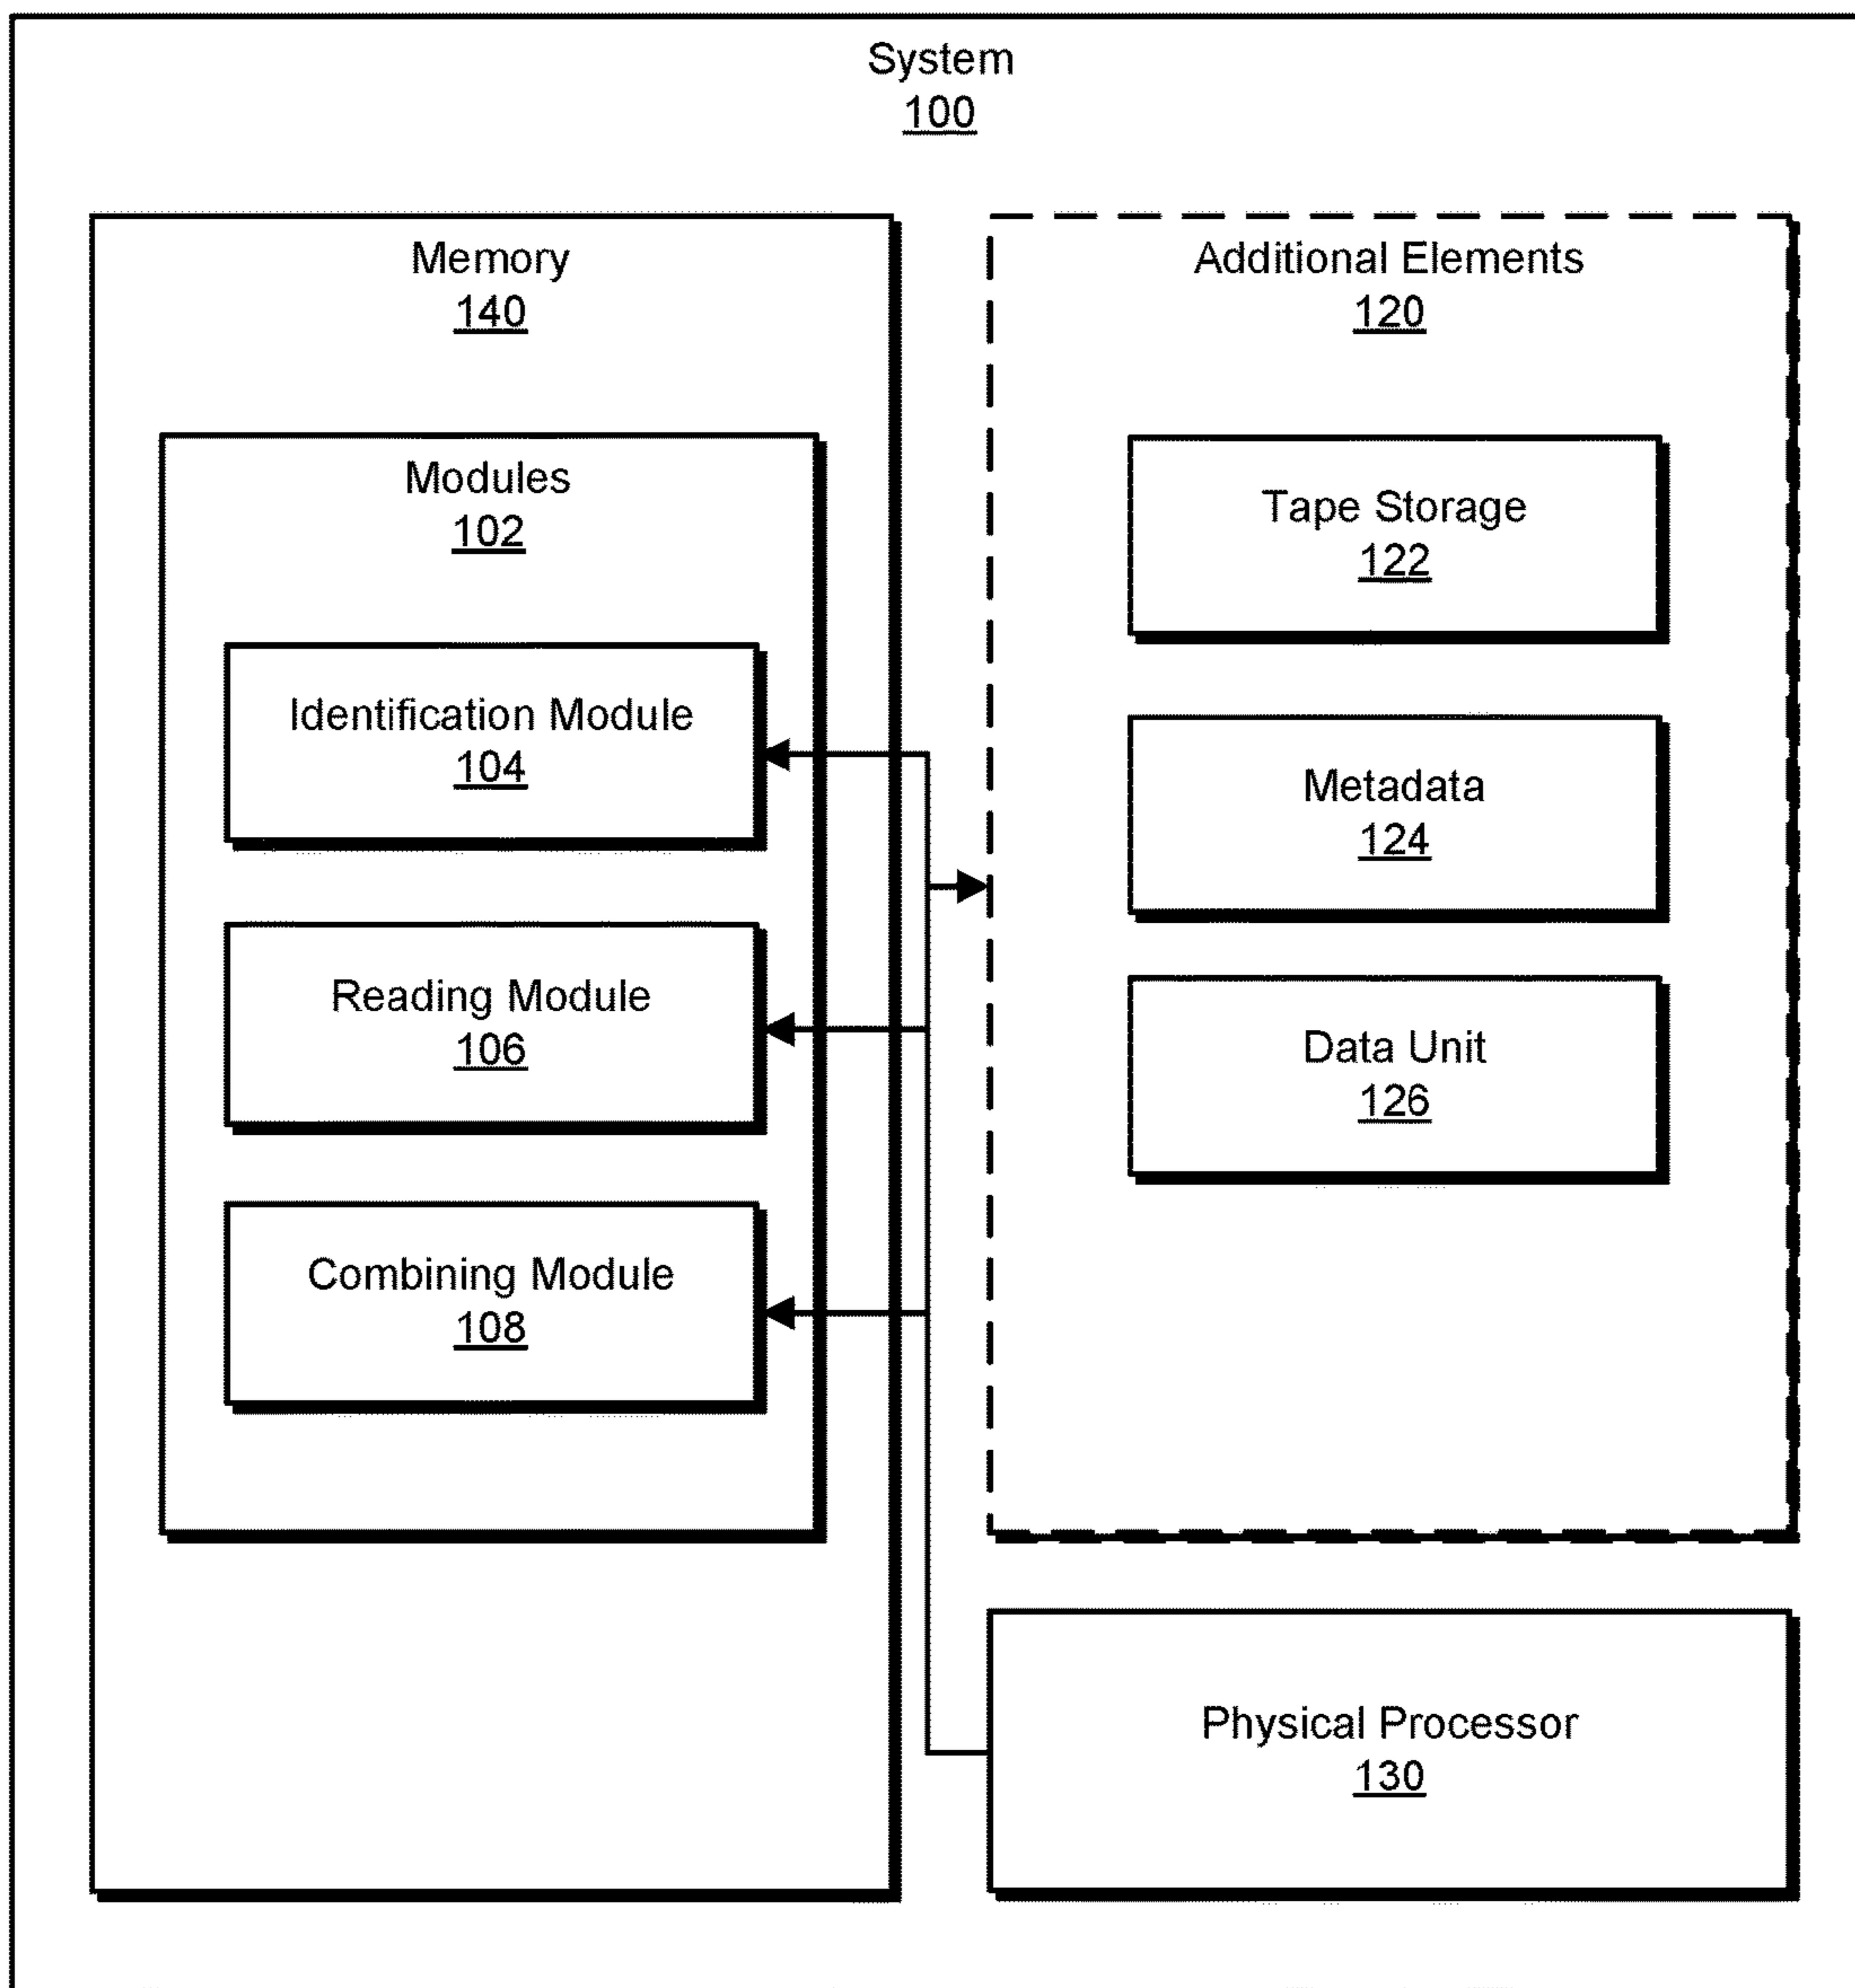 System
100
Memory
140
Modules
102
Identification Module
104
Reading Module
106
Combining Module
108
Additional Elements
120
Tape Storage
122
Metadata
124
Data Unit
126
Physical Processor
130